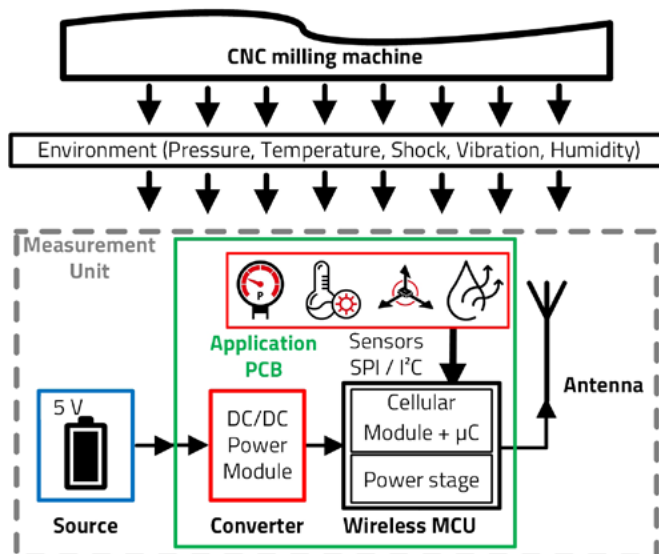 CNC milling machine
Environment (Pressure, Temperature, Shock, Vibration, Humidity)
Measurement
Unit
P
Application
PCB
Sensors
SPI / I²C
Antenna
5 V
DC/DC
Power
Module
Cellular
Module + µC
Power stage
Source
Converter
Wireless MCU